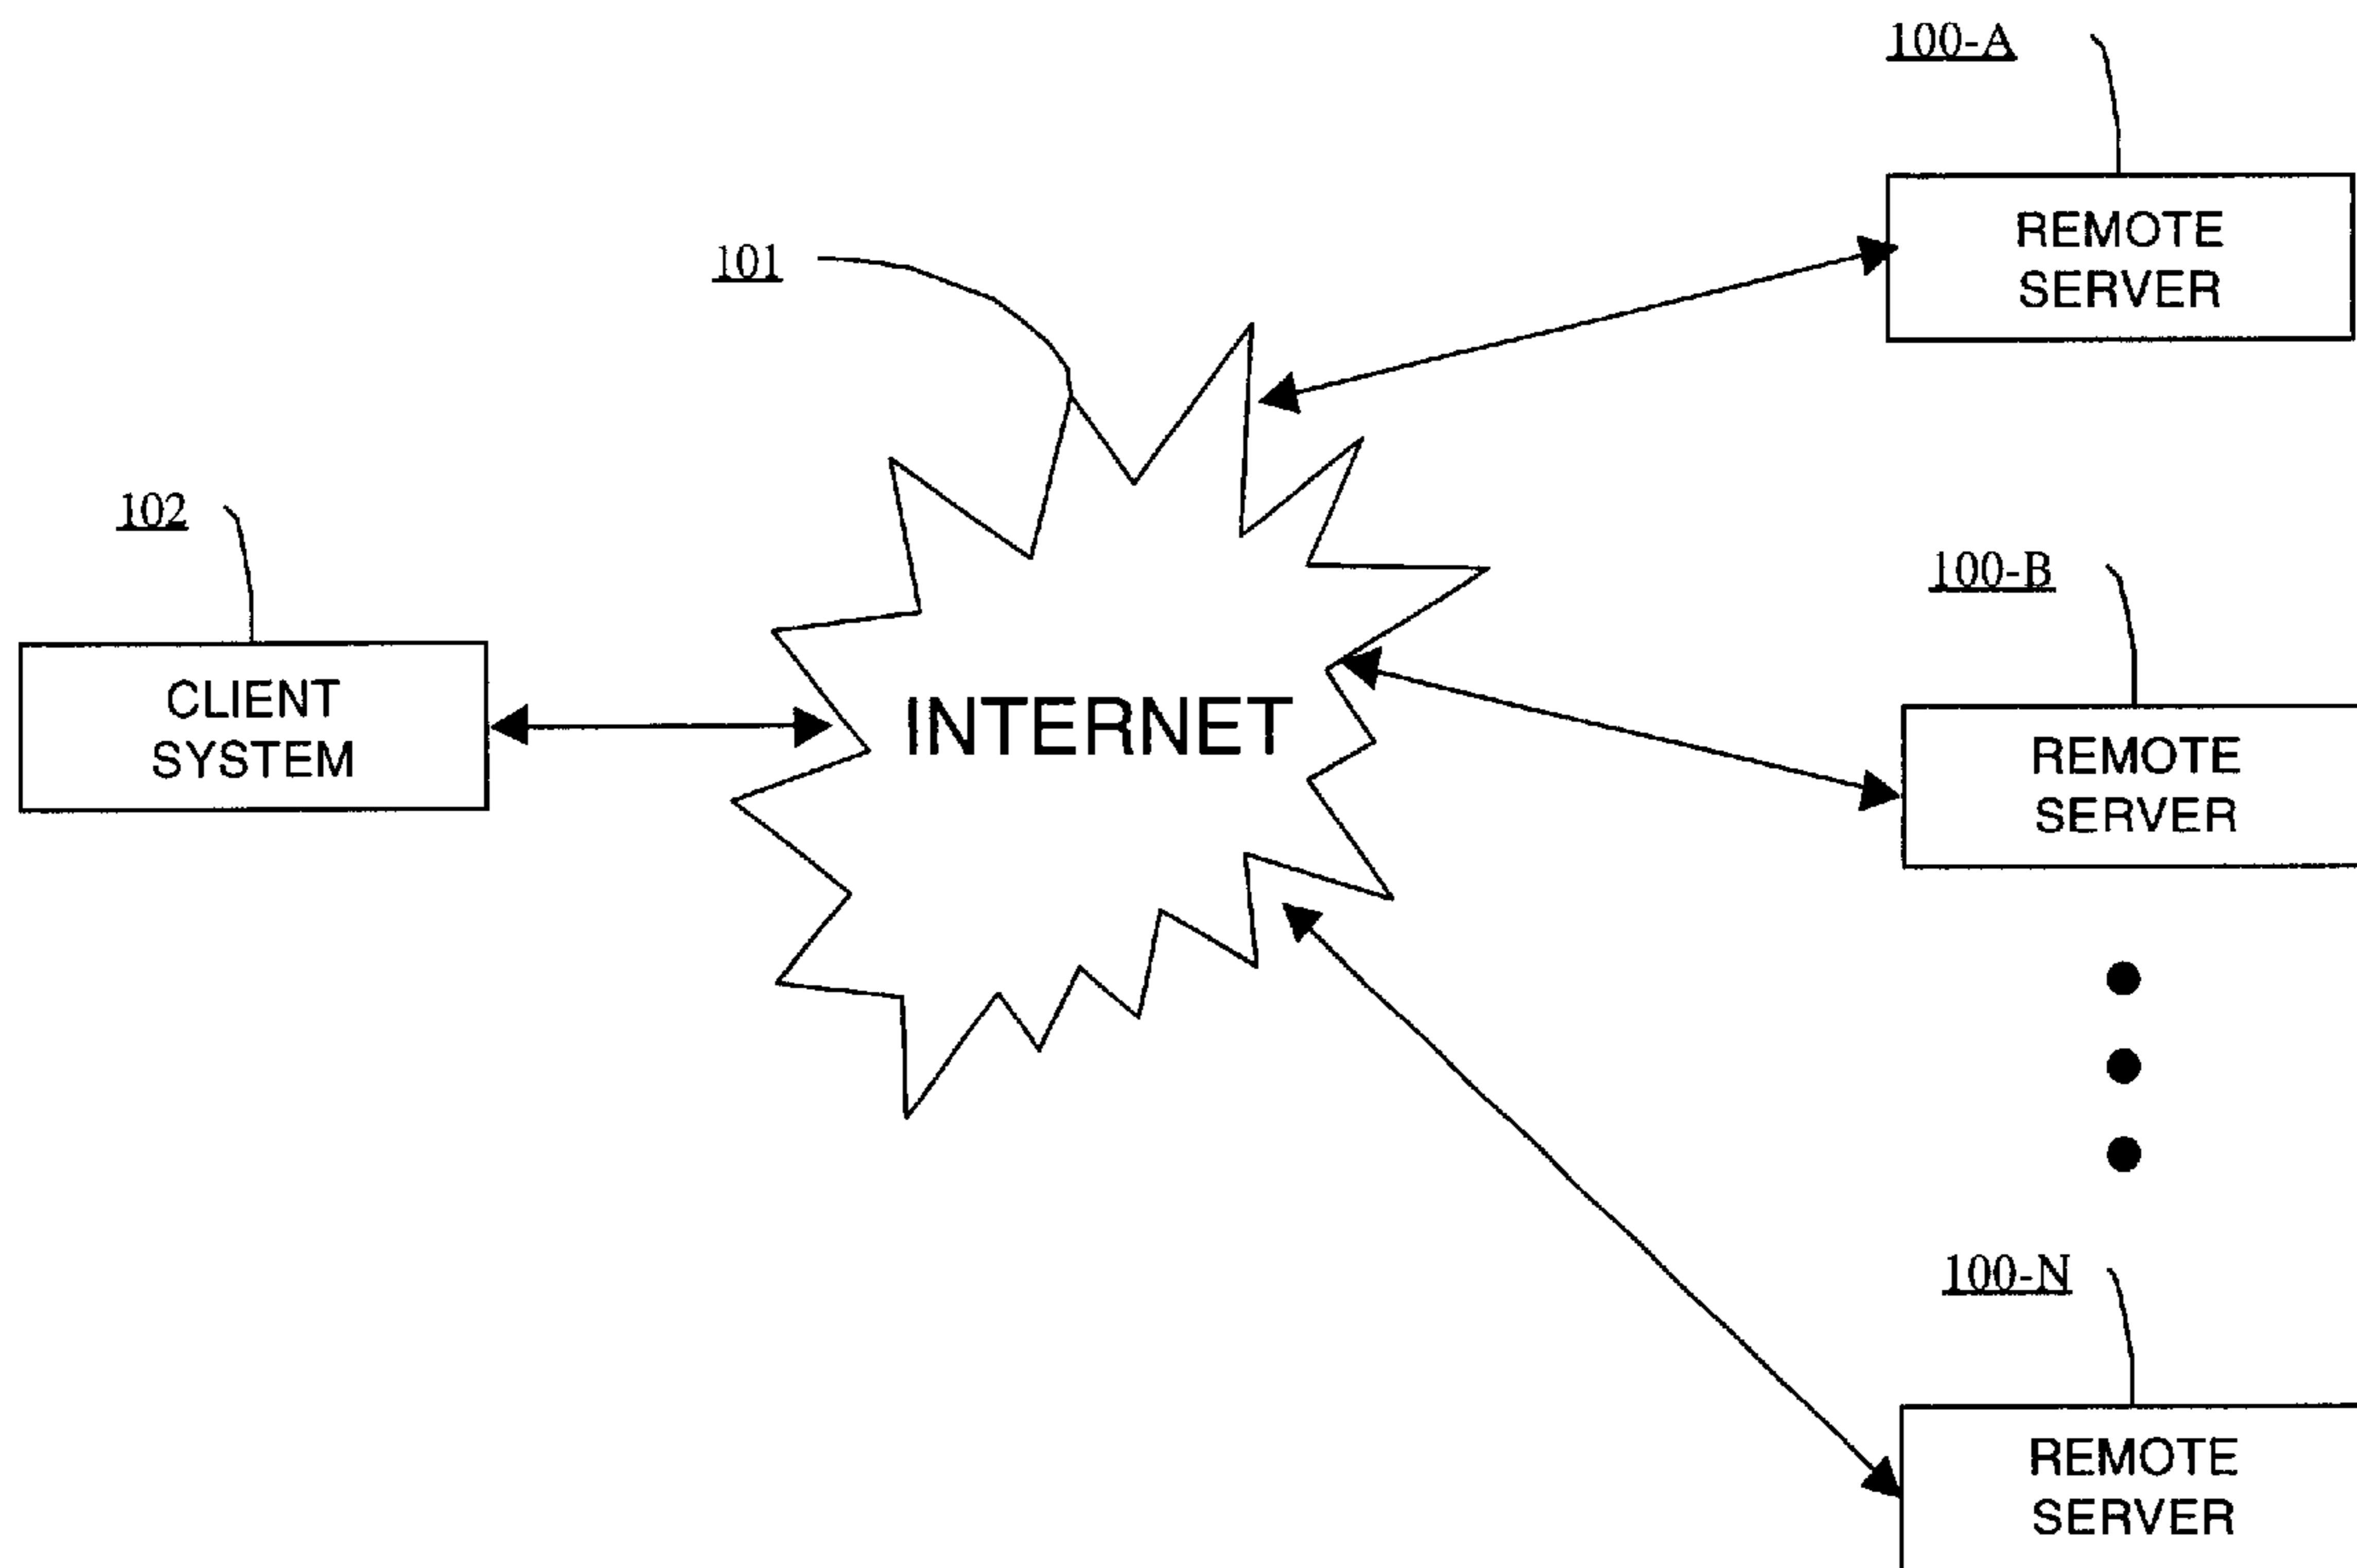 100-A
REMOTE
SERVER
101
102
100-B
CLIENT
SYSTEM
INTERNET
REMOTE
SERVER
100-N
REMOTE
SERVER